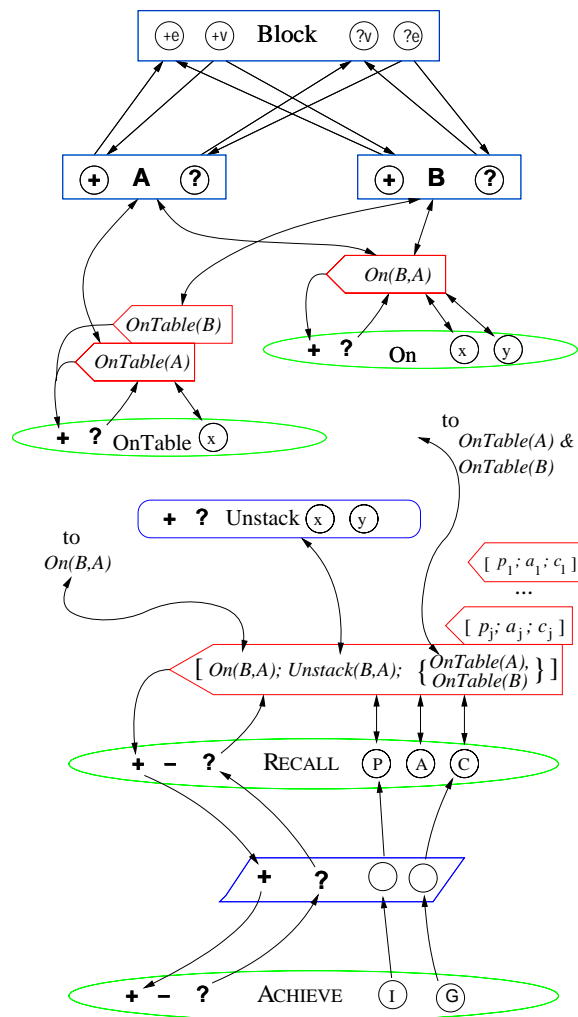 +e +v Block ?v ?e
+ A ? + B ?
On(B,A)
OnTable(B)
+ ? On x y
OnTable(A)
+ ? OnTable x
to
OnTable(A) &
OnTable(B)
+ ? Unstack x y
to
On(B,A)
[ p1 ; a1 ; c1 ]
...
[ pj ; aj ; cj ]
[ On(B,A); Unstack(B,A); { OnTable(A),
OnTable(B) } ]
+ – ? RECALL P A C
+ ?
+ – ? ACHIEVE I G